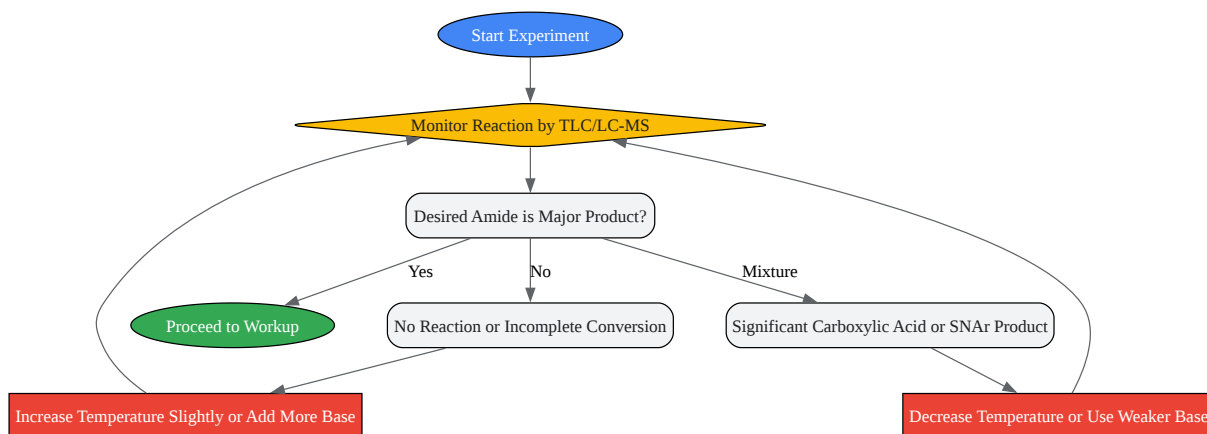 Start Experiment
Monitor Reaction by TLC/LC-MS
Desired Amide is Major Product?
Yes
No
Mixture
Proceed to Workup
No Reaction or Incomplete Conversion
Significant Carboxylic Acid or SNAr Product
Increase Temperature Slightly or Add More Base
Decrease Temperature or Use Weaker Base